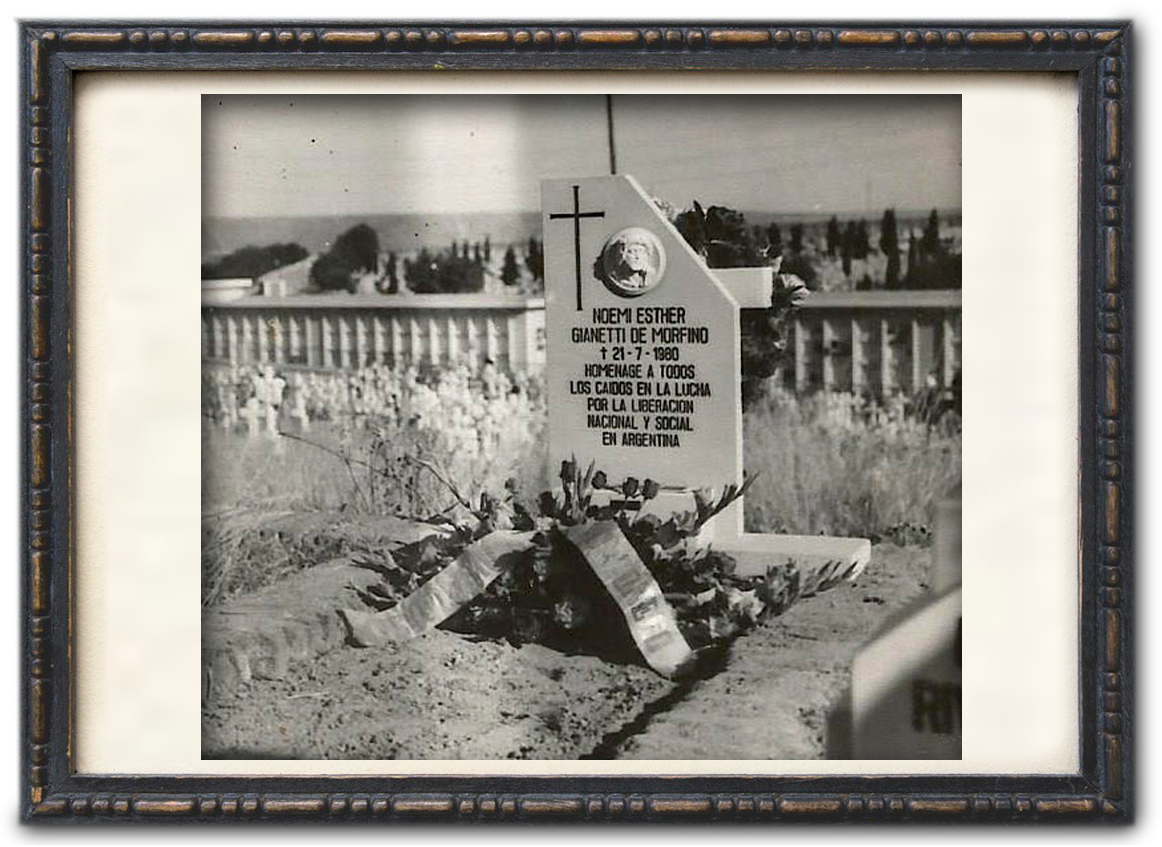 NOEMI ESTHER
GIANETTI DE MORFINO
† 21-7-1980
HOMENAGE A TODOS
LOS CAIDOS EN LA LUCHA
POR LA LIBERACION
NACIONAL Y SOCIAL
EN ARGENTINA